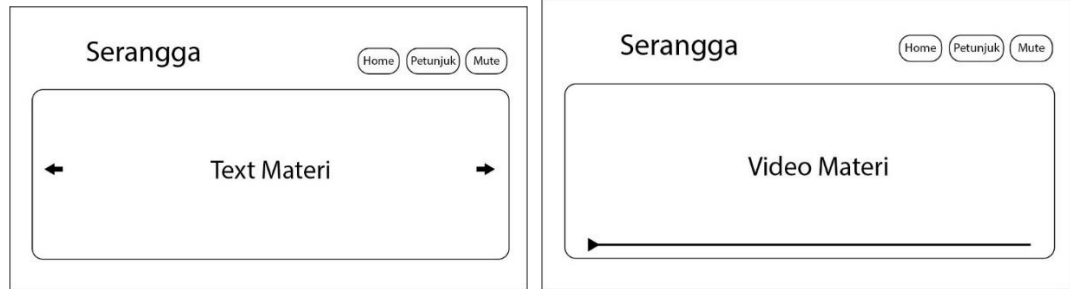 Serangga
Home Petunjuk Mute
Text Materi
Serangga
Home Petunjuk Mute
Video Materi